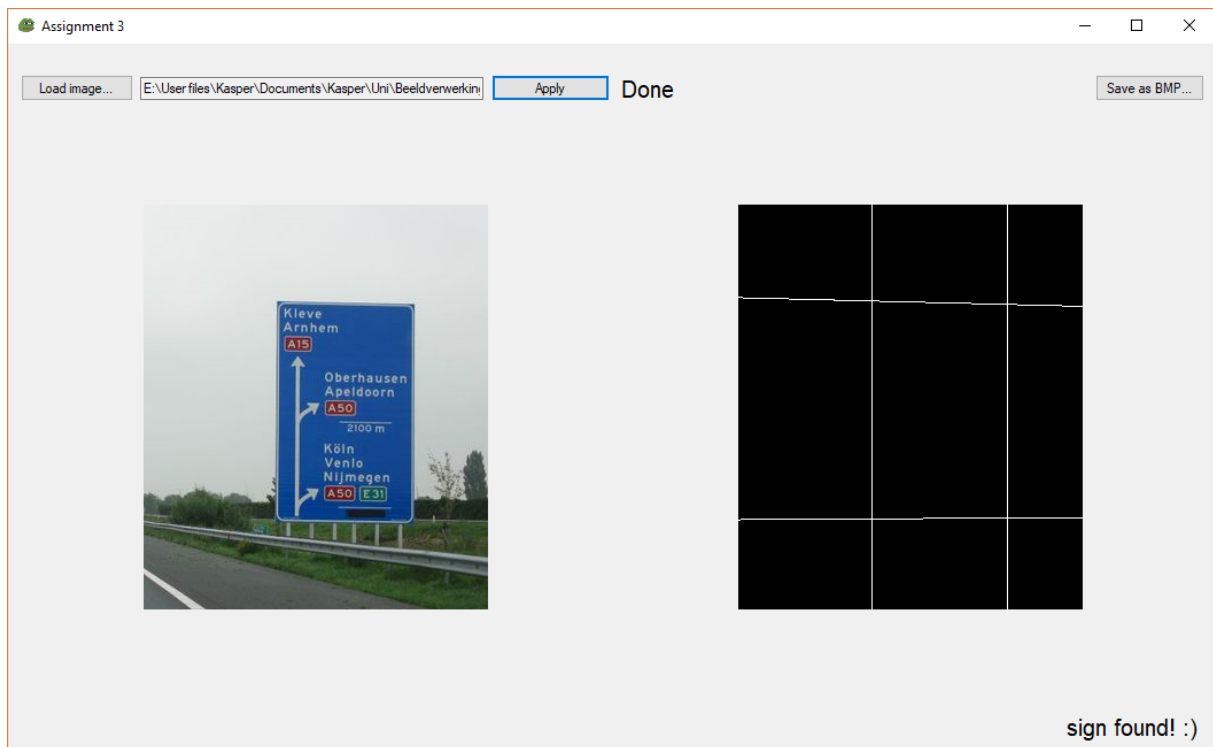 Assignment 3
Load image...
E:\User files\Kasper\Documents\Kasper\Uni\Beeldverwerking
Apply
Done
Save as BMP...
Kleve
Arnhem
A15
Oberhausen
Apeldoorn
A50
2100 m
Köln
Venlo
Nijmegen
A50 E31
sign found! :)